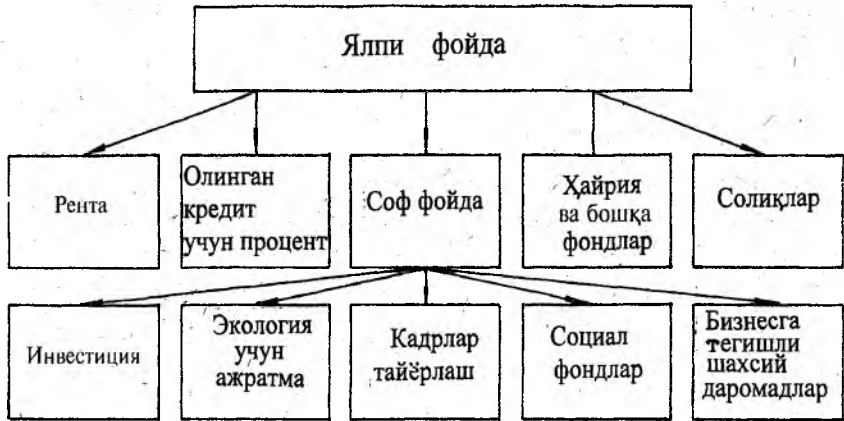 Ялпи фойда
Рента
Олинган
кредит
учун процент
Соф фойда
Ҳайрия
ва бошқа
фондлар
Солиқлар
Инвестиция
Экология
учун
ажратма
Кадрлар
тайёрлаш
Социал
фондлар
Бизнесга
тегишли
шахсий
даромадлар